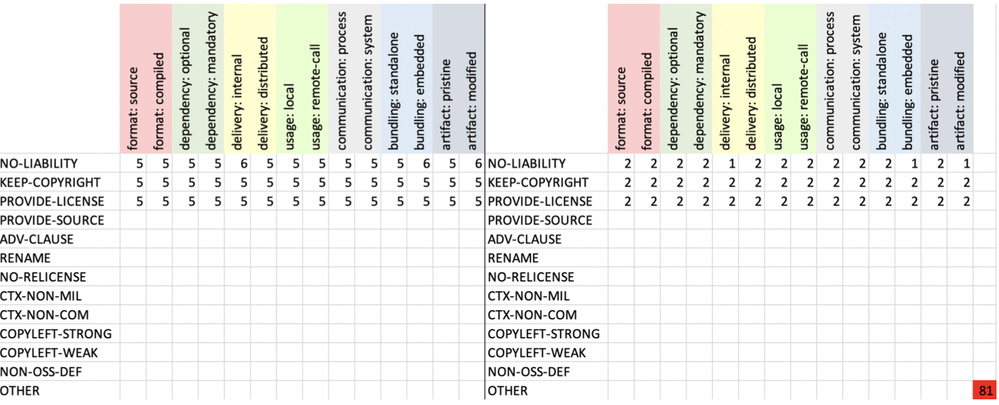 format: source format: compiled dependency: optional dependency: mandatory delivery: internal delivery: distributed usage: local usage: remote-call communication: process communication: system bundling: standalone bundling: embedded artifact: pristine artifact: modified format: source format: compiled dependency: optional dependency: mandatory delivery: internal delivery: distributed usage: local usage: remote-call communication: process communication: system bundling: standalone bundling: embedded artifact: pristine artifact: modified
NO-LIABILITY 5 5 5 5 6 5 5 5 5 5 5 6 5 6 NO-LIABILITY 2 2 2 2 1 2 2 2 2 2 2 1 2 1
KEEP-COPYRIGHT 5 5 5 5 5 5 5 5 5 5 5 5 5 5 KEEP-COPYRIGHT 2 2 2 2 2 2 2 2 2 2 2 2 2 2
PROVIDE-LICENSE 5 5 5 5 5 5 5 5 5 5 5 5 5 5 PROVIDE-LICENSE 2 2 2 2 2 2 2 2 2 2 2 2 2 2
PROVIDE-SOURCE PROVIDE-SOURCE
ADV-CLAUSE ADV-CLAUSE
RENAME RENAME
NO-RELICENSE NO-RELICENSE
CTX-NON-MIL CTX-NON-MIL
CTX-NON-COM CTX-NON-COM
COPYLEFT-STRONG COPYLEFT-STRONG
COPYLEFT-WEAK COPYLEFT-WEAK
NON-OSS-DEF NON-OSS-DEF
OTHER OTHER 81